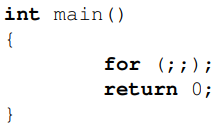 int main()
{
for (;;);
return 0;
}